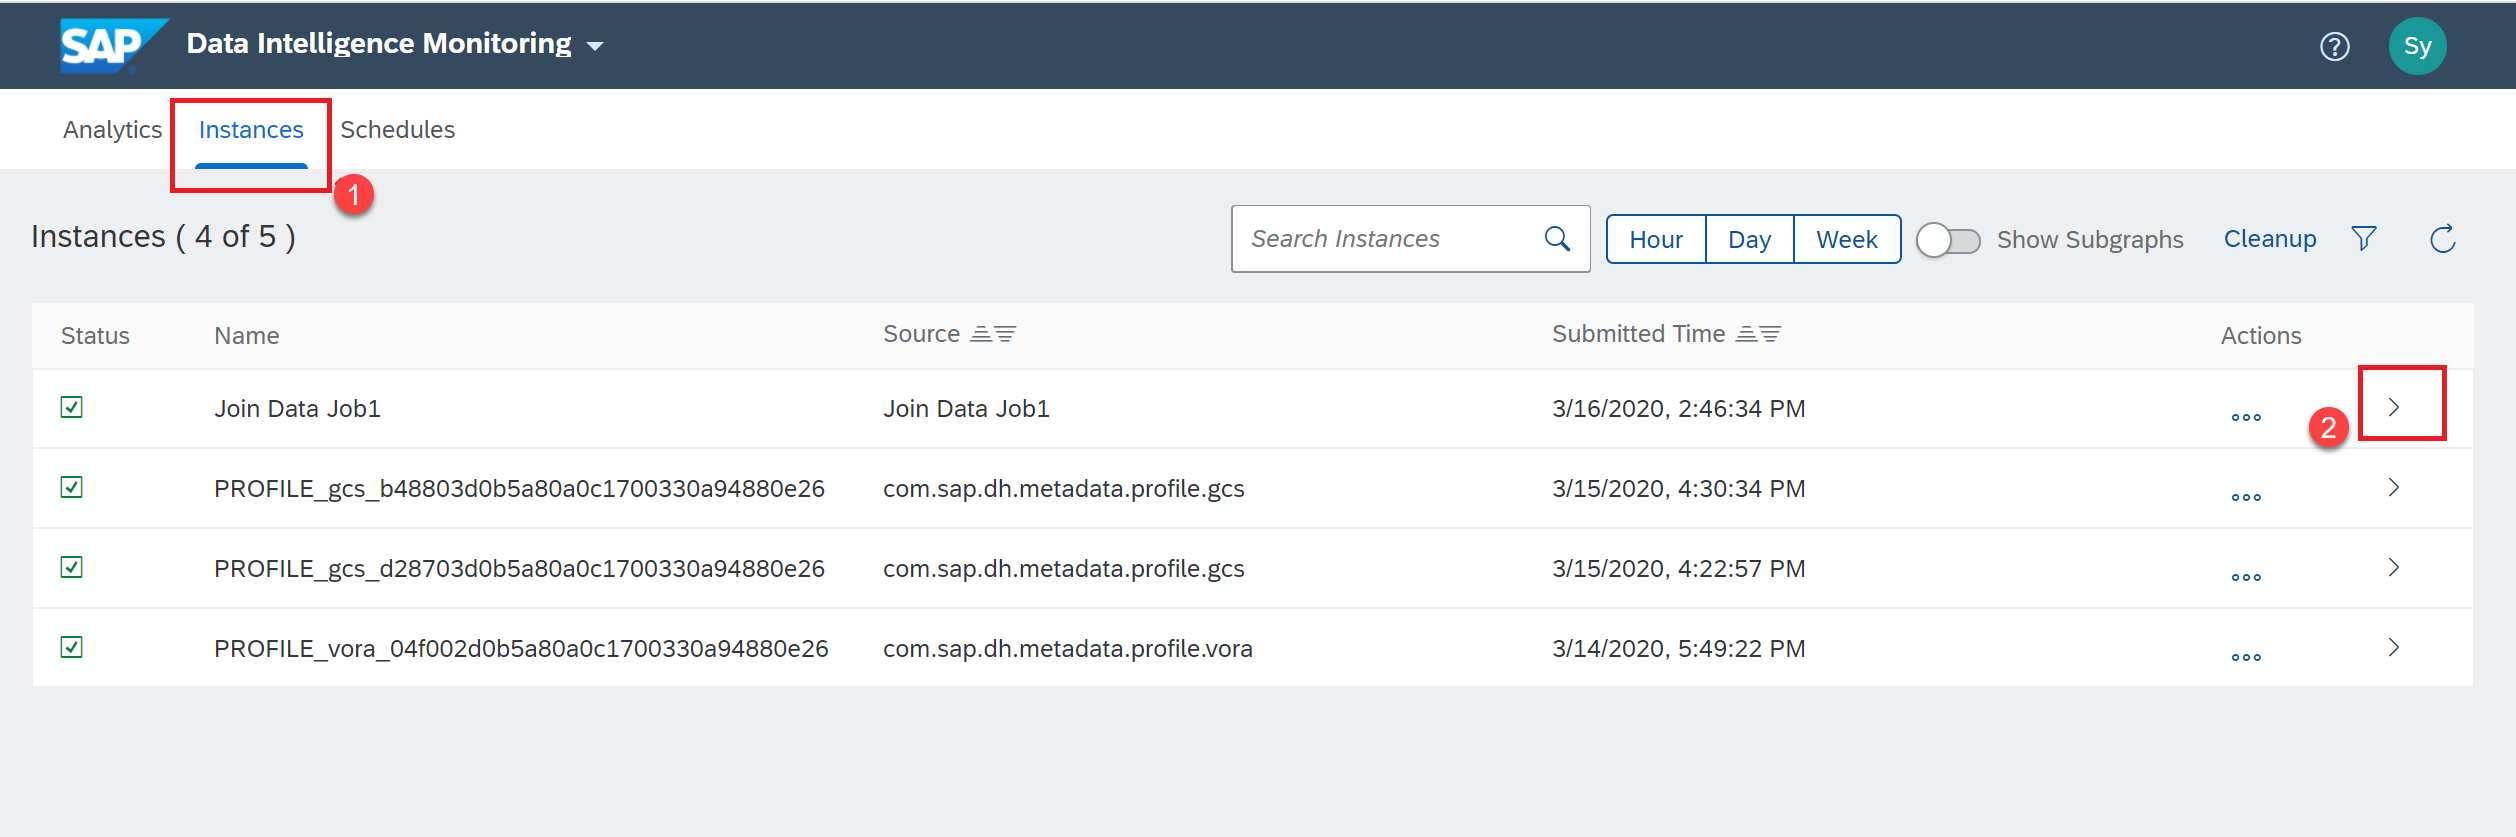 SAP Data Intelligence Monitoring ? Sy
Analytics Instances Schedules
1
Instances ( 4 of 5 ) Search Instances Hour Day Week Show Subgraphs Cleanup
Status Name Source Submitted Time Actions
Join Data Job1 Join Data Job1 3/16/2020, 2:46:34 PM
2
PROFILE_gcs_b48803d0b5a80a0c1700330a94880e26 com.sap.dh.metadata.profile.gcs 3/15/2020, 4:30:34 PM
PROFILE_gcs_d28703d0b5a80a0c1700330a94880e26 com.sap.dh.metadata.profile.gcs 3/15/2020, 4:22:57 PM
PROFILE_vora_04f002d0b5a80a0c1700330a94880e26 com.sap.dh.metadata.profile.vora 3/14/2020, 5:49:22 PM